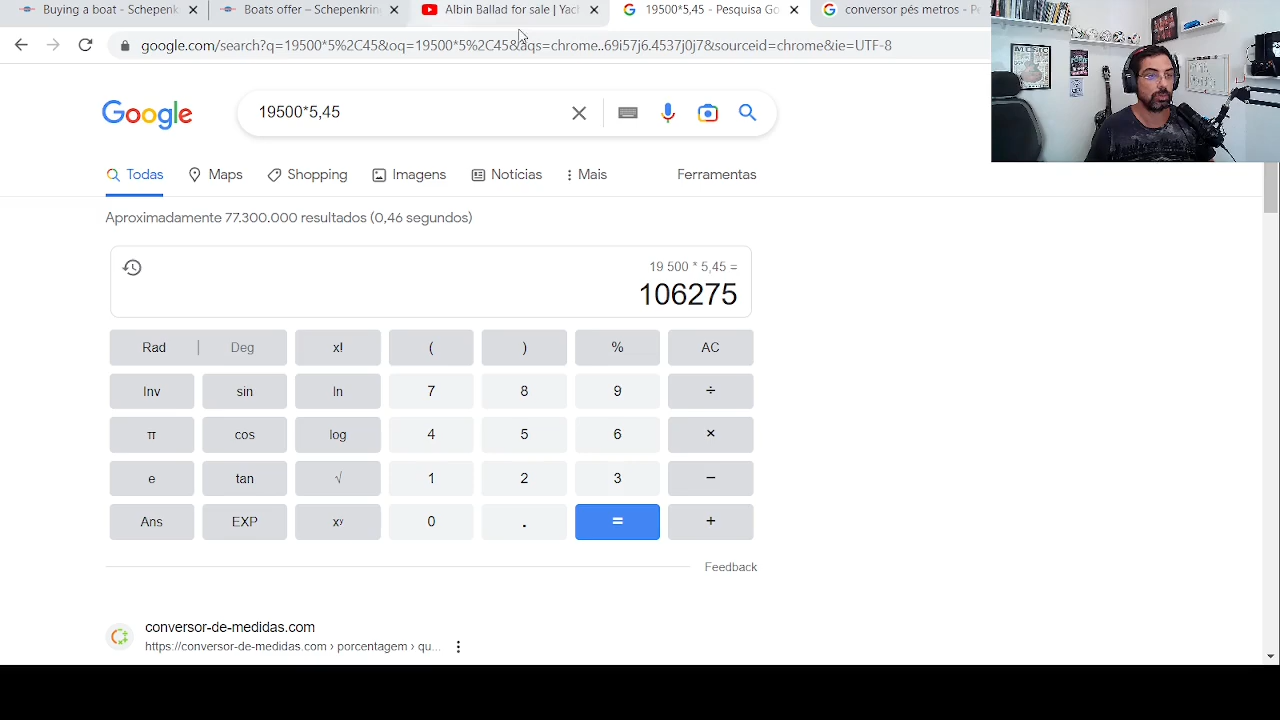 Buying a boat - Schepenk:
Boats offer – Schepenkring
Albin Ballad for sale | Yach
19500*5,45 - Pesquisa Go
conversor pés metros - Pe
google.com/search?q=19500*5%2C45&oq=19500*5%2C45&aqs=chrome..69i57j6.4537j0j7&sourceid=chrome&ie=UTF-8
MUSIC
Google
19500*5,45
Todas
Maps
Shopping
Imagens
Notícias
Mais
Ferramentas
Aproximadamente 77.300.000 resultados (0,46 segundos)
19 500 * 5,45 =
106275
Rad | Deg x! ( ) % AC
Inv sin ln 7 8 9 ÷
π cos log 4 5 6 ×
e tan √ 1 2 3 −
Ans EXP xʸ 0 . = +
Feedback
conversor-de-medidas.com
https://conversor-de-medidas.com › porcentagem › qu...